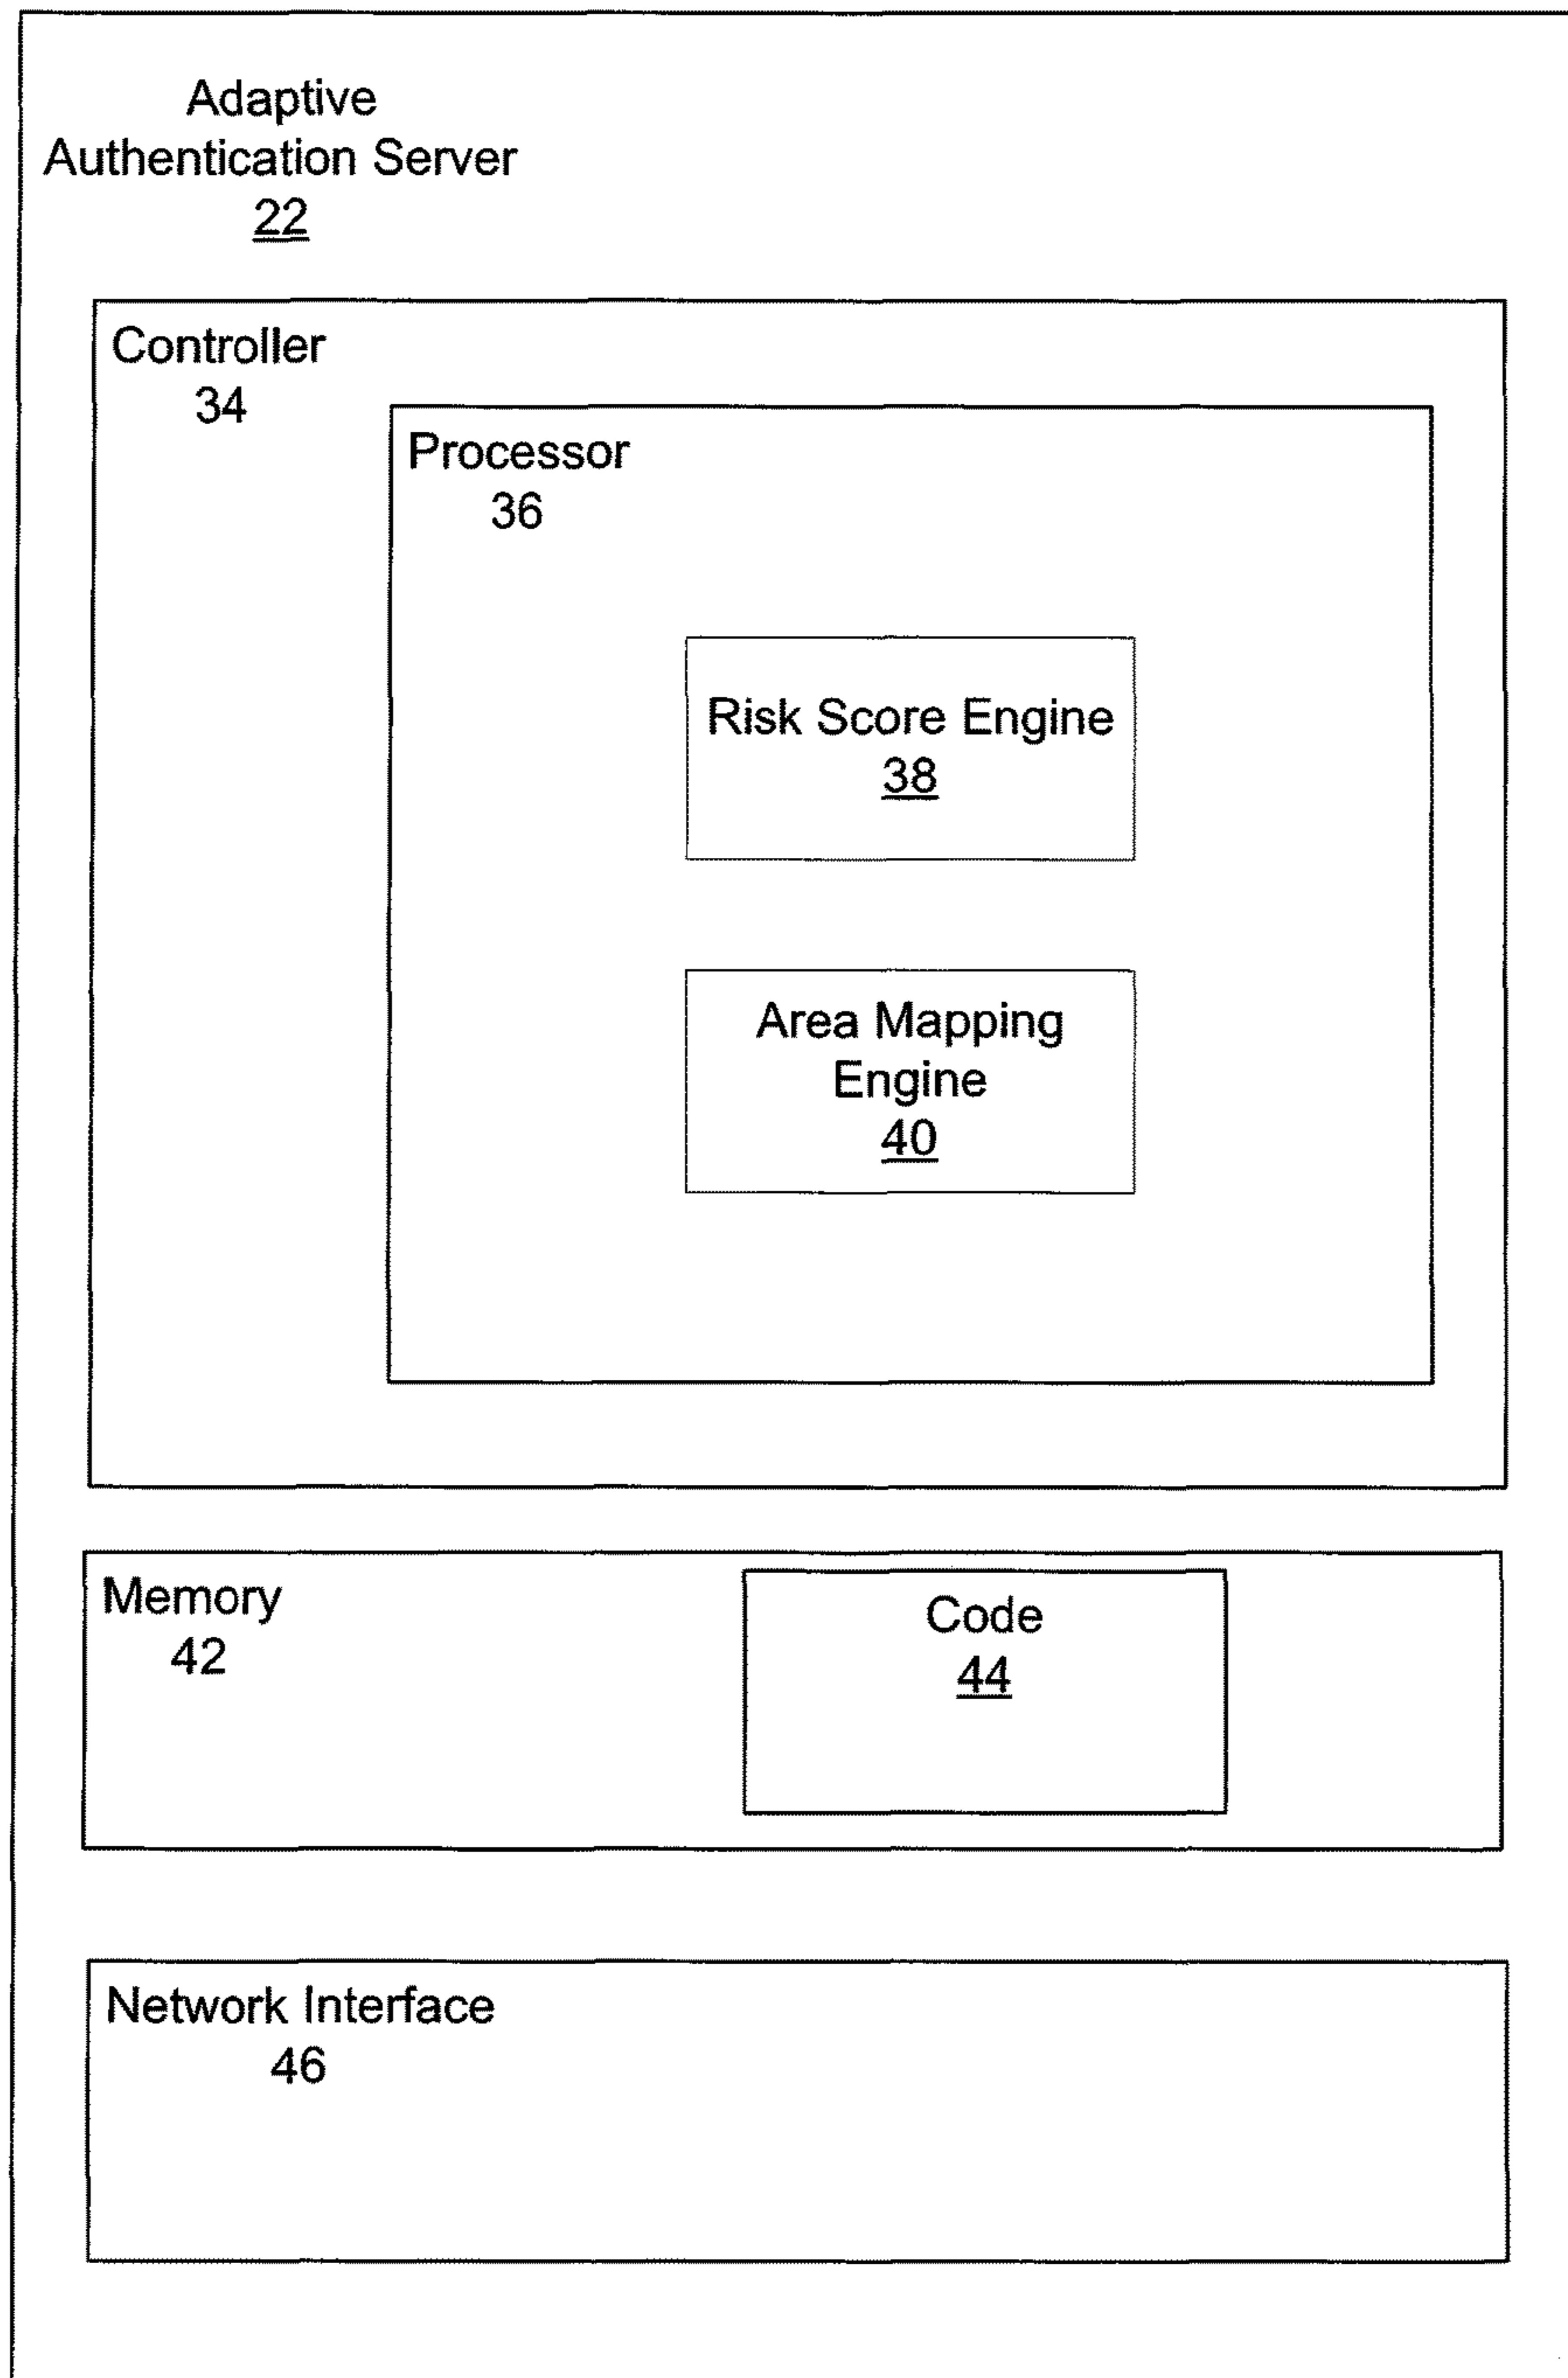 Adaptive
Authentication Server
22
Controller
34
Processor
36
Risk Score Engine
38
Area Mapping
Engine
40
Memory
42
Code
44
Network Interface
46